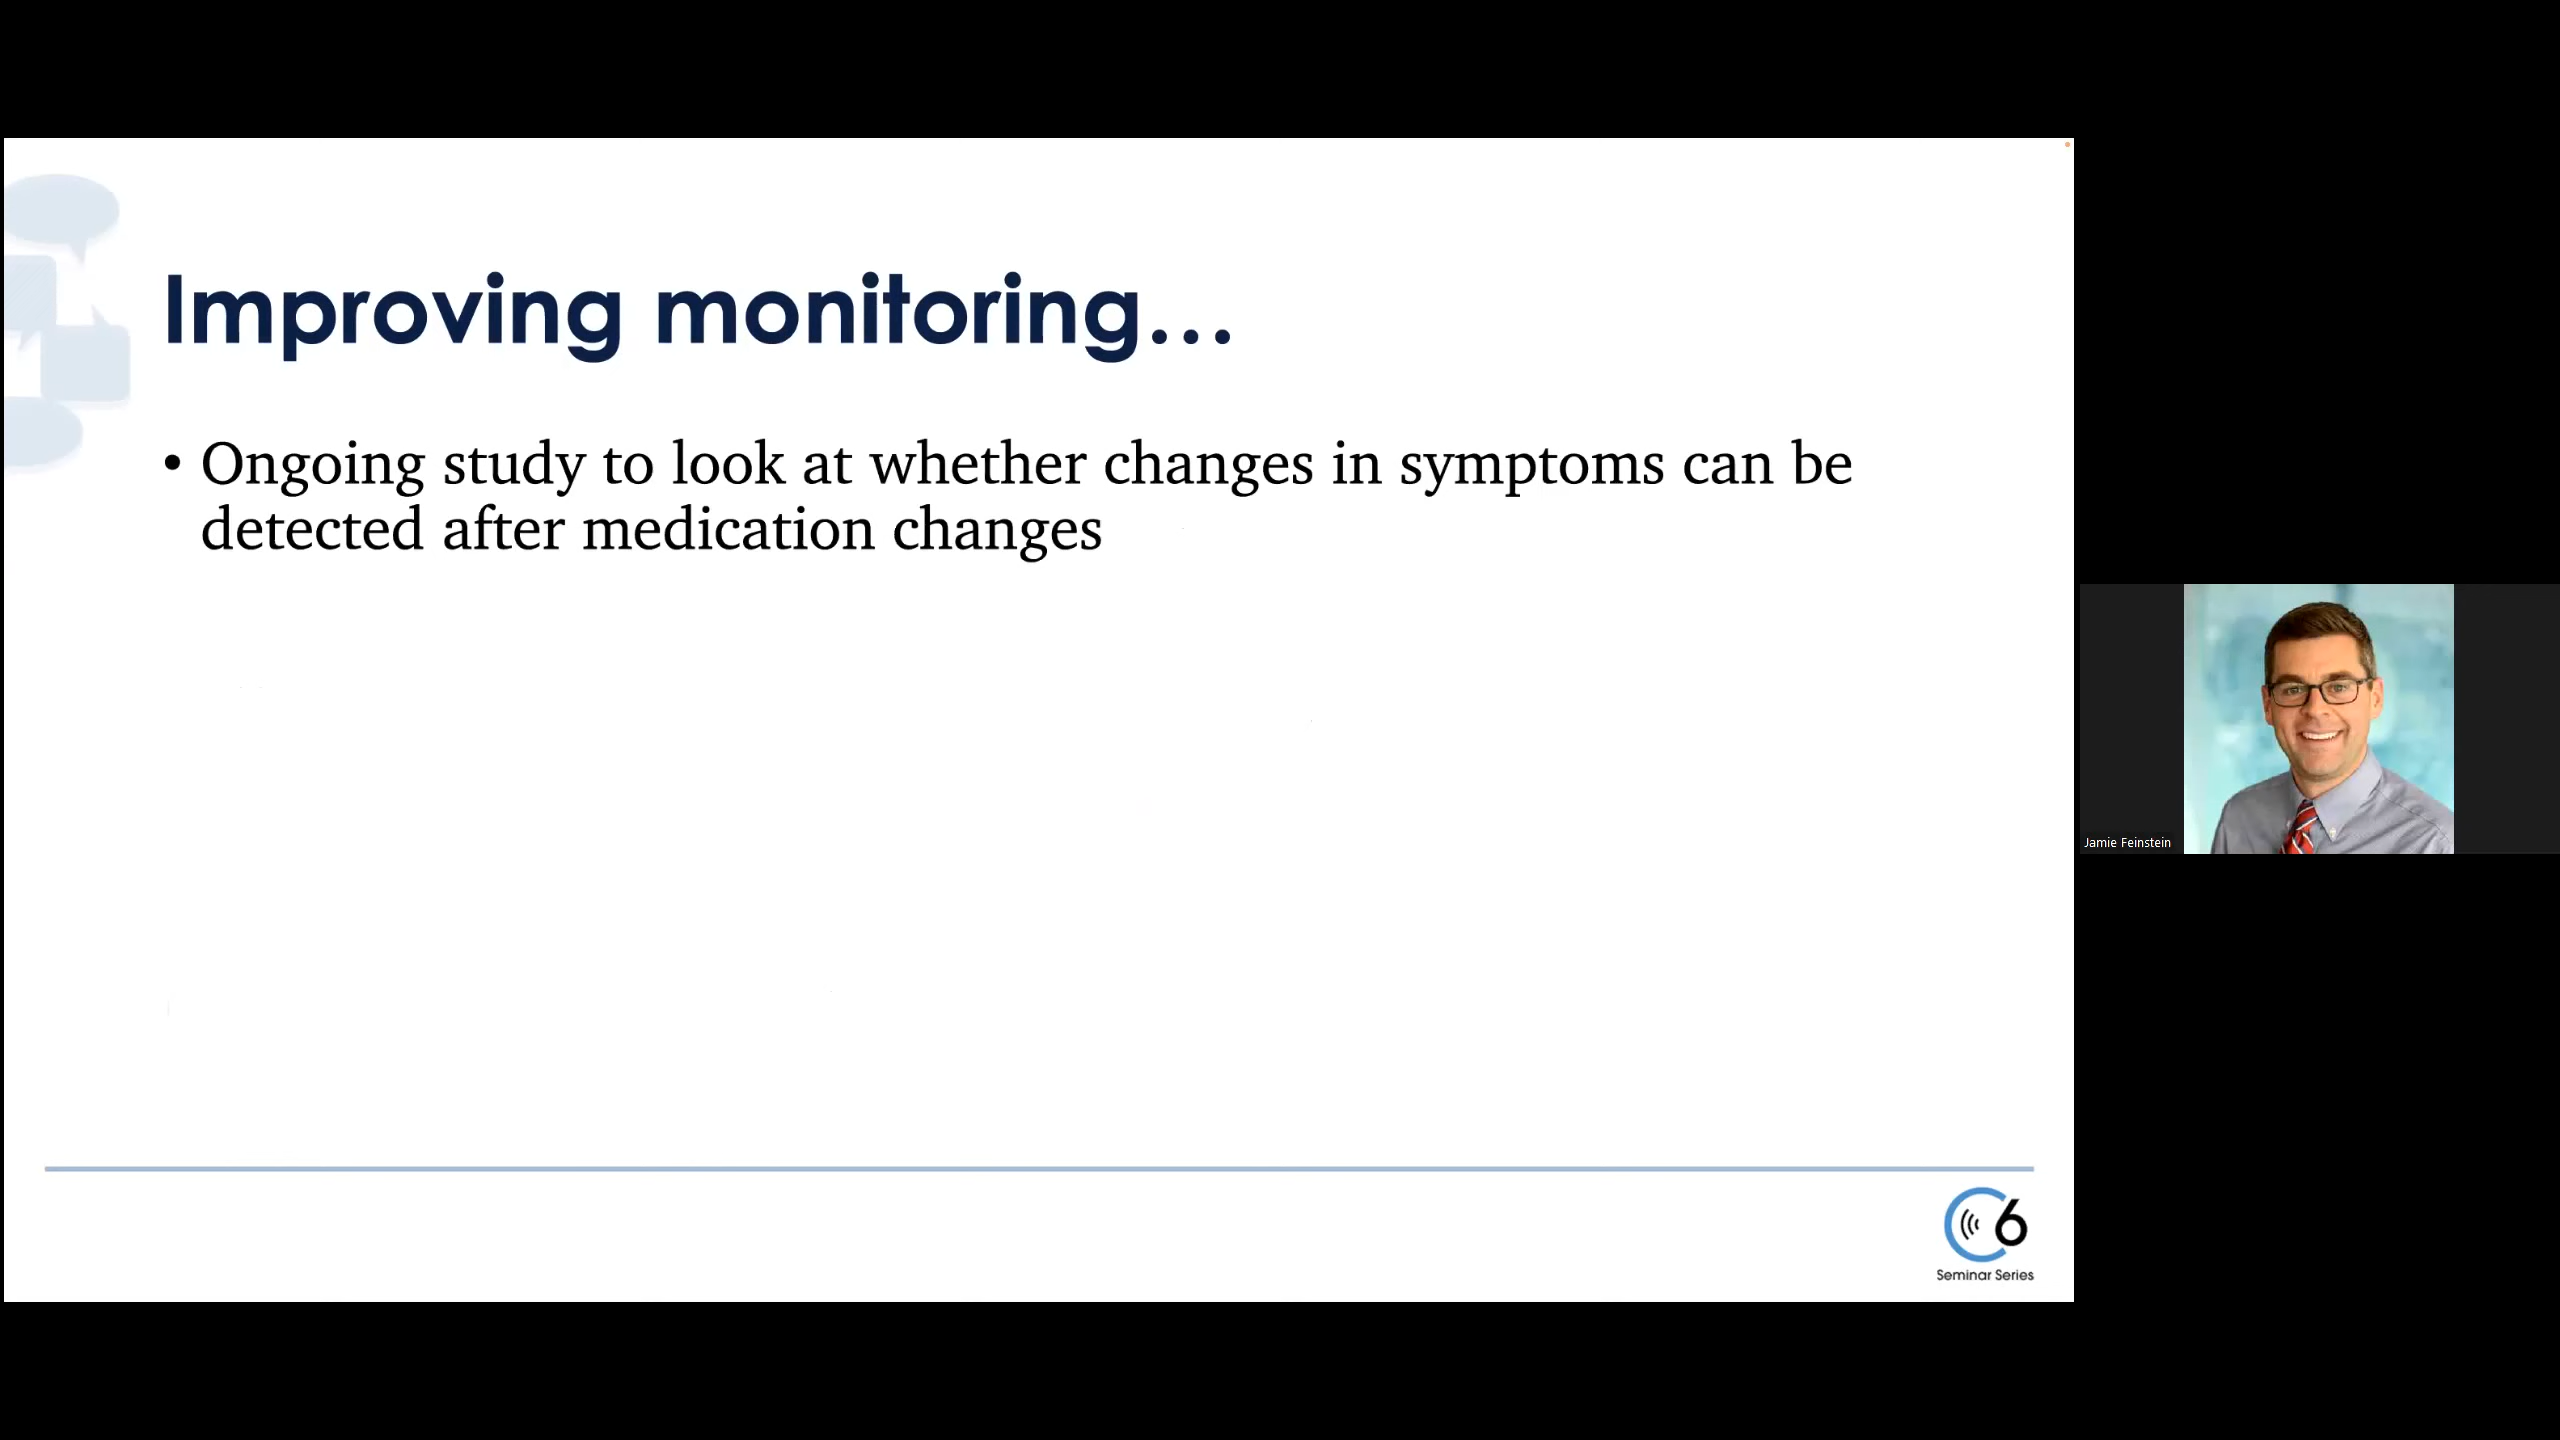 Improving monitoring...
• Ongoing study to look at whether changes in symptoms can be
detected after medication changes
Jamie Feinstein
C6
Seminar Series